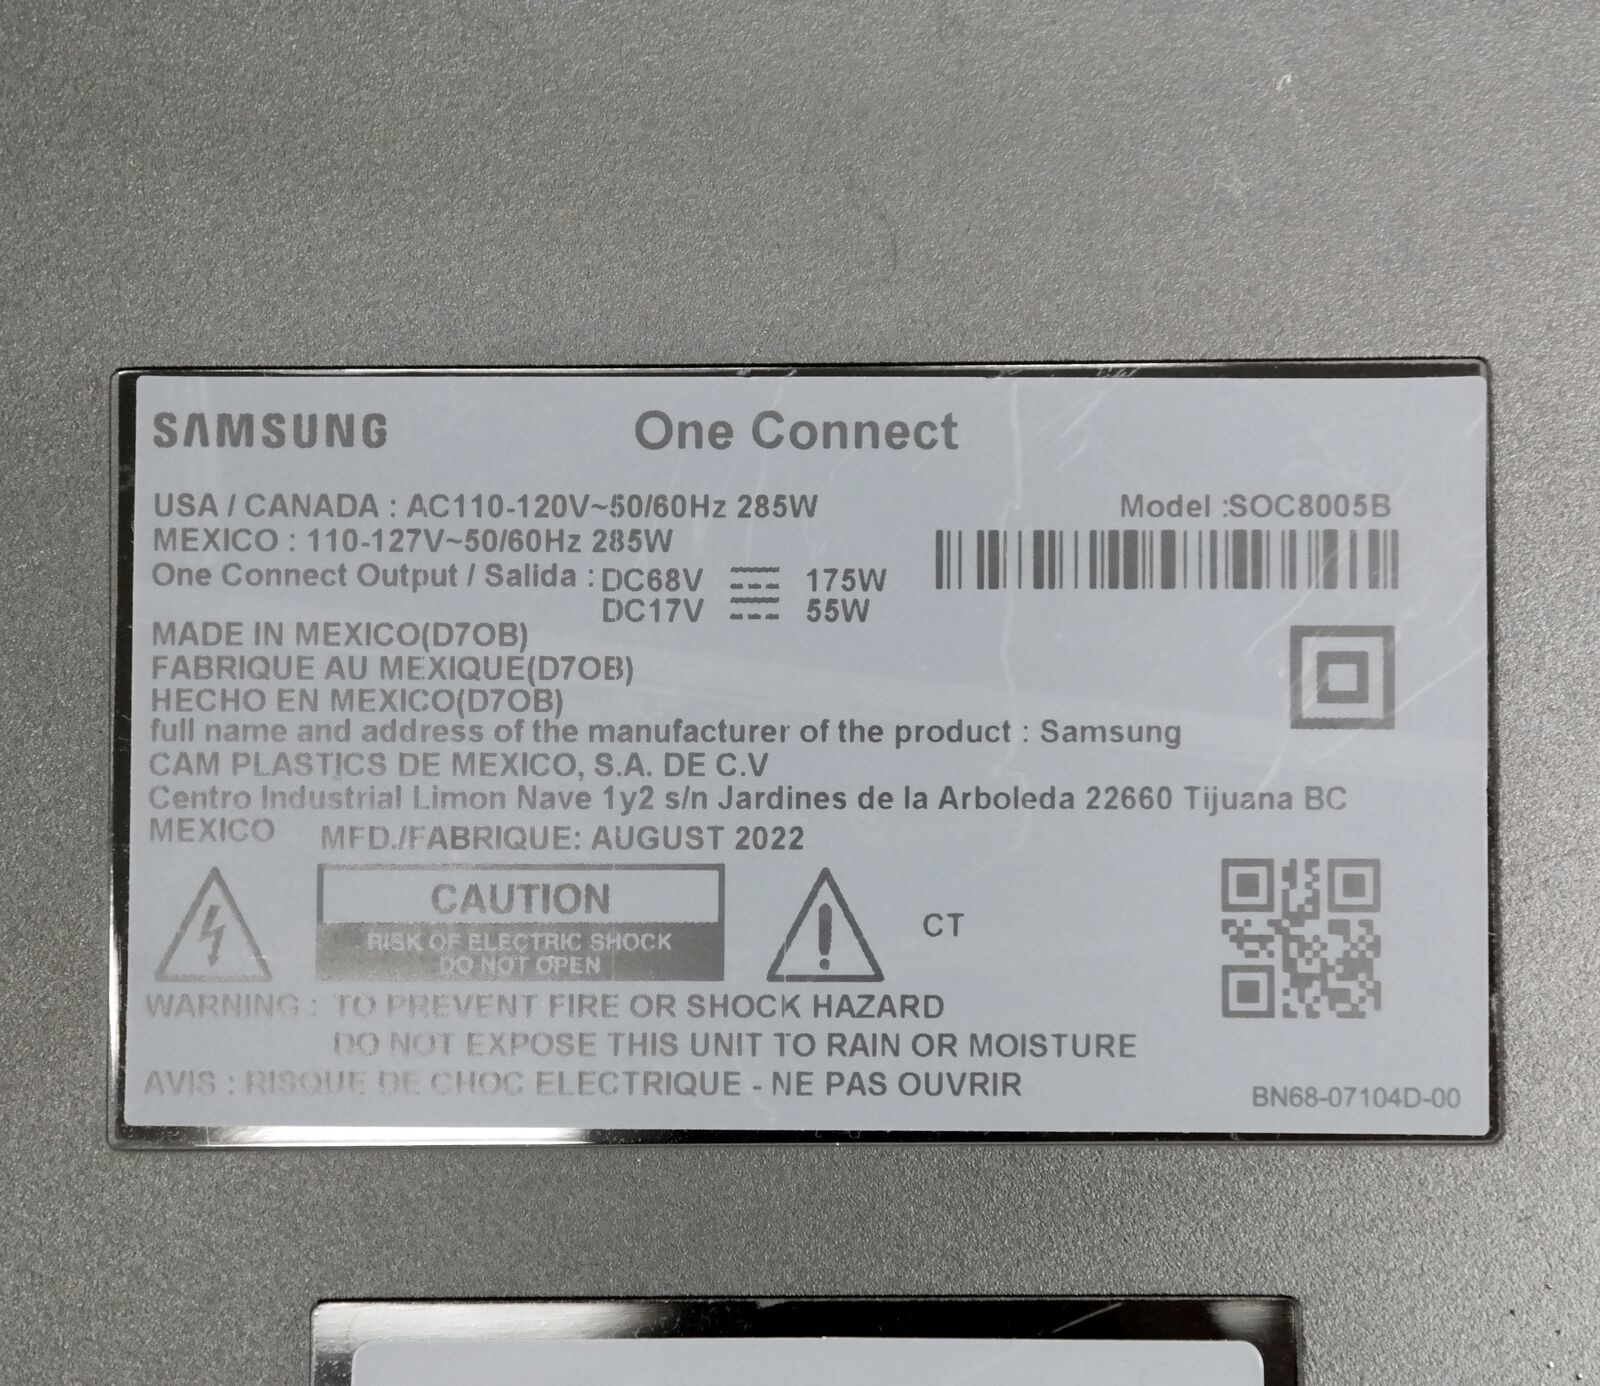 SAMSUNG One Connect
USA / CANADA : AC110-120V~50/60Hz 285W Model :SOC8005B
MEXICO : 110-127V~50/60Hz 285W
One Connect Output / Salida : DC68V ⎓ 175W
DC17V ⎓ 55W
MADE IN MEXICO(D7OB)
FABRIQUE AU MEXIQUE(D7OB)
HECHO EN MEXICO(D7OB)
full name and address of the manufacturer of the product : Samsung
CAM PLASTICS DE MEXICO, S.A. DE C.V
Centro Industrial Limon Nave 1y2 s/n Jardines de la Arboleda 22660 Tijuana BC
MEXICO MFD./FABRIQUE: AUGUST 2022
CAUTION
RISK OF ELECTRIC SHOCK
DO NOT OPEN
CT
WARNING : TO PREVENT FIRE OR SHOCK HAZARD
DO NOT EXPOSE THIS UNIT TO RAIN OR MOISTURE
AVIS : RISQUE DE CHOC ELECTRIQUE - NE PAS OUVRIR
BN68-07104D-00